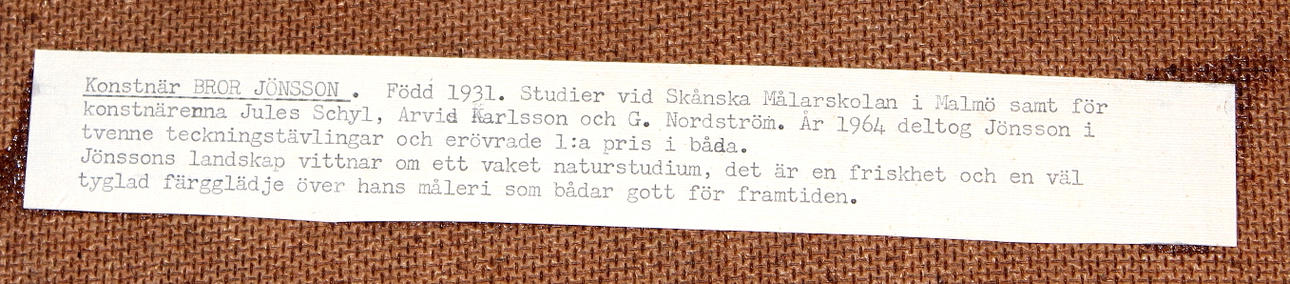 Konstnär BROR JÖNSSON . Född 1931. Studier vid Skånska Målarskolan i Malmö samt för
konstnärenna Jules Schyl, Arvid Karlsson och G. Nordström. År 1964 deltog Jönsson i
tvenne teckningstävlingar och erövrade l:a pris i båda.
Jönssons landskap vittnar om ett vaket naturstudium, det är en friskhet och en väl
tyglad färgglädje över hans måleri som bådar gott för framtiden.